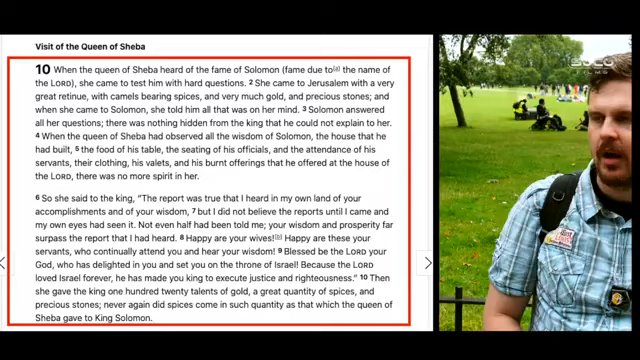 Visit of the Queen of Sheba
10 When the queen of Sheba heard of the fame of Solomon (fame due to[a] the name of
the LORD), she came to test him with hard questions. 2 She came to Jerusalem with a very
great retinue, with camels bearing spices, and very much gold, and precious stones; and
when she came to Solomon, she told him all that was on her mind. 3 Solomon answered
all her questions; there was nothing hidden from the king that he could not explain to her.
4 When the queen of Sheba had observed all the wisdom of Solomon, the house that he
had built, 5 the food of his table, the seating of his officials, and the attendance of his
servants, their clothing, his valets, and his burnt offerings that he offered at the house of
the LORD, there was no more spirit in her.
6 So she said to the king, “The report was true that I heard in my own land of your
accomplishments and of your wisdom, 7 but I did not believe the reports until I came and
my own eyes had seen it. Not even half had been told me; your wisdom and prosperity far
surpass the report that I had heard. 8 Happy are your wives![b] Happy are these your
servants, who continually attend you and hear your wisdom! 9 Blessed be the LORD your
God, who has delighted in you and set you on the throne of Israel! Because the LORD
loved Israel forever, he has made you king to execute justice and righteousness.” 10 Then
she gave the king one hundred twenty talents of gold, a great quantity of spices, and
precious stones; never again did spices come in such quantity as that which the queen of
Sheba gave to King Solomon.
FILMS